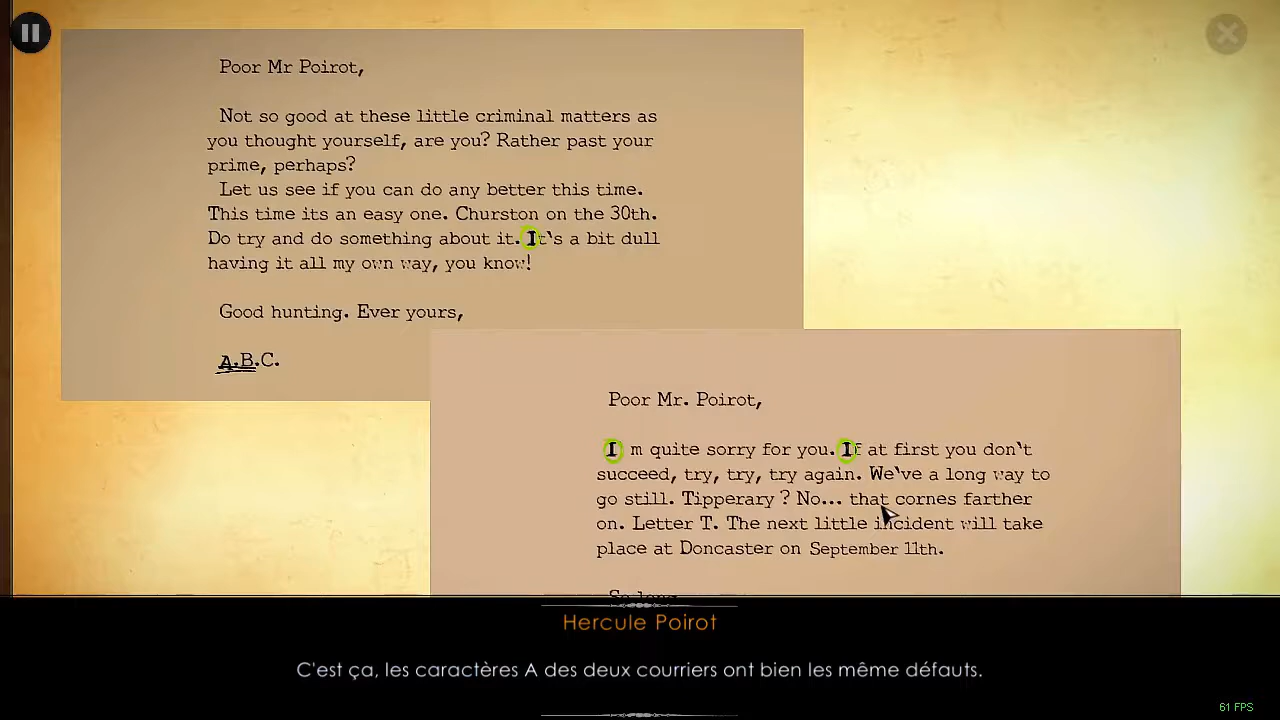 Poor Mr Poirot,
Not so good at these little criminal matters as
you thought yourself, are you? Rather past your
prime, perhaps?
Let us see if you can do any better this time.
This time its an easy one. Churston on the 30th.
Do try and do something about it. It's a bit dull
having it all my own way, you know!
Good hunting. Ever yours,
A.B.C.
Poor Mr. Poirot,
I m quite sorry for you. If at first you don't
succeed, try, try, try again. We've a long way to
go still. Tipperary ? No... that cornes farther
on. Letter T. The next little incident will take
place at Doncaster on September 11th.
So long
Hercule Poirot
C'est ça, les caractères A des deux courriers ont bien les même défauts.
61 FPS